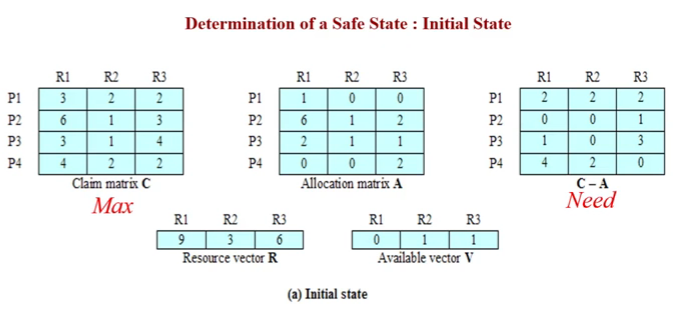 Determination of a Safe State : Initial State
R1 R2 R3 R1 R2 R3 R1 R2 R3
P1 3 2 2 P1 1 0 0 P1 2 2 2
P2 6 1 3 P2 6 1 2 P2 0 0 1
P3 3 1 4 P3 2 1 1 P3 1 0 3
P4 4 2 2 P4 0 0 2 P4 4 2 0
Claim matrix C Allocation matrix A C – A
Max Need
R1 R2 R3 R1 R2 R3
9 3 6 0 1 1
Resource vector R Available vector V
(a) Initial state